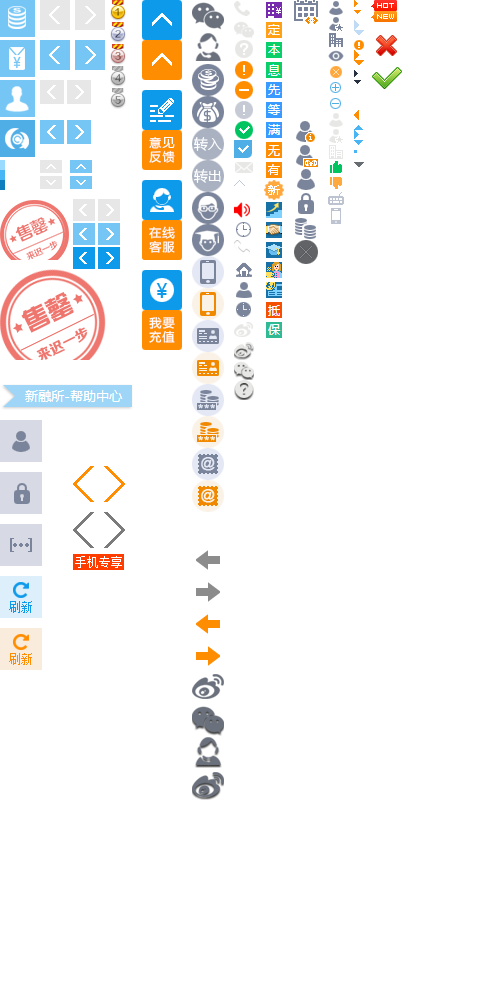 1
2
3
4
5
¥
意见
反馈
在线
客服
¥
我要
充值
售罄
来迟一步
售罄
来迟一步
新融所-帮助中心
手机专享
刷新
刷新
转入
转出
@
@
定
本
息
先
等
满
无
有
新
抵
保
HOT
NEW